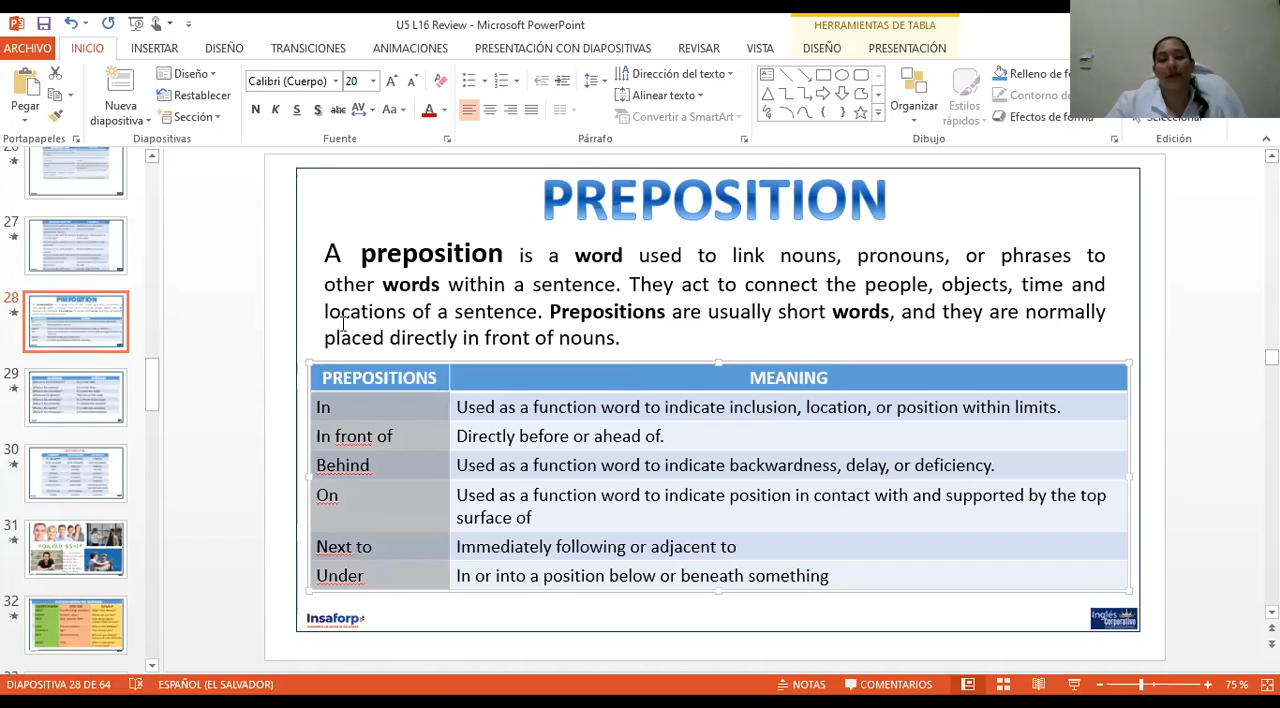 U5 L16 Review - Microsoft PowerPoint
HERRAMIENTAS DE TABLA
ARCHIVO INICIO INSERTAR DISEÑO TRANSICIONES ANIMACIONES PRESENTACIÓN CON DIAPOSITIVAS REVISAR VISTA DISEÑO PRESENTACIÓN
Pegar
Nueva diapositiva
Diseño
Restablecer
Sección
Calibri (Cuerpo) 20
N K S S abc AV Aa A
Dirección del texto
Alinear texto
Convertir a SmartArt
Organizar
Estilos rápidos
Relleno de
Contorno de
Efectos de forma
Seleccionar
Portapapeles Diapositivas Fuente Párrafo Dibujo Edición
27
28
29
30
31
32
PREPOSITION
A preposition is a word used to link nouns, pronouns, or phrases to
other words within a sentence. They act to connect the people, objects, time and
locations of a sentence. Prepositions are usually short words, and they are normally
placed directly in front of nouns.
PREPOSITIONS MEANING
In Used as a function word to indicate inclusion, location, or position within limits.
In front of Directly before or ahead of.
Behind Used as a function word to indicate backwardness, delay, or deficiency.
On Used as a function word to indicate position in contact with and supported by the top
surface of
Next to Immediately following or adjacent to
Under In or into a position below or beneath something
Insaforp
Inglés
Corporativo
DIAPOSITIVA 28 DE 64 ESPAÑOL (EL SALVADOR) NOTAS COMENTARIOS 75 %